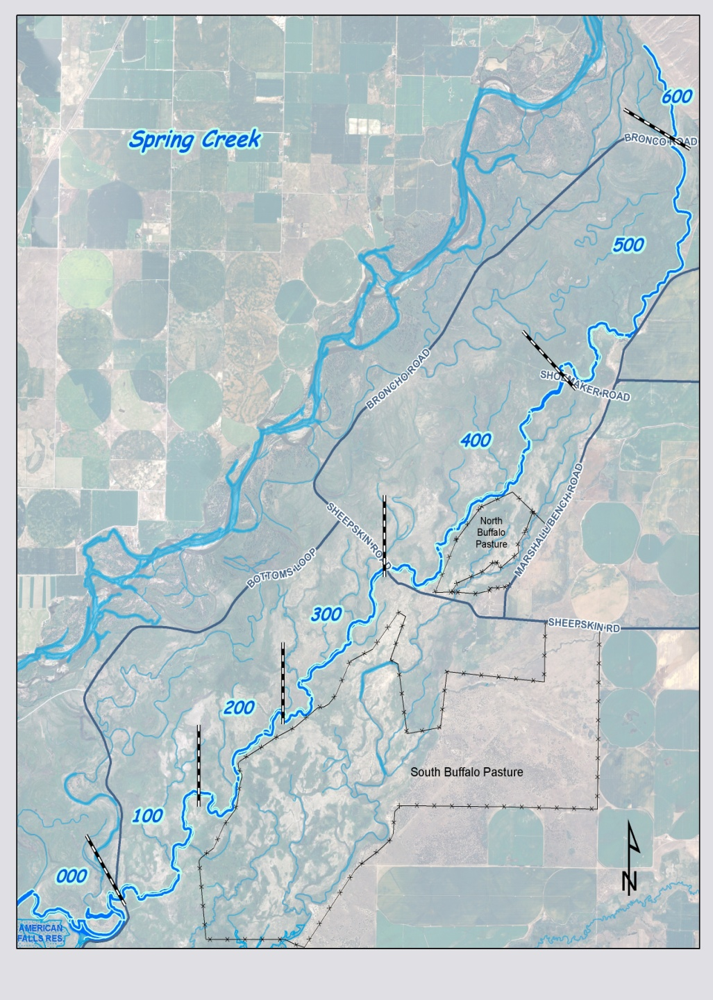 600
BRONCO ROAD
Spring Creek
500
BRONCHO ROAD
SHOEMAKER ROAD
400
MARSHALL/BENCH ROAD
North
Buffalo
Pasture
SHEEPSKIN ROAD
BOTTOMS LOOP
300
SHEEPSKIN RD
200
South Buffalo Pasture
100
000
N
AMERICAN
FALLS RES.